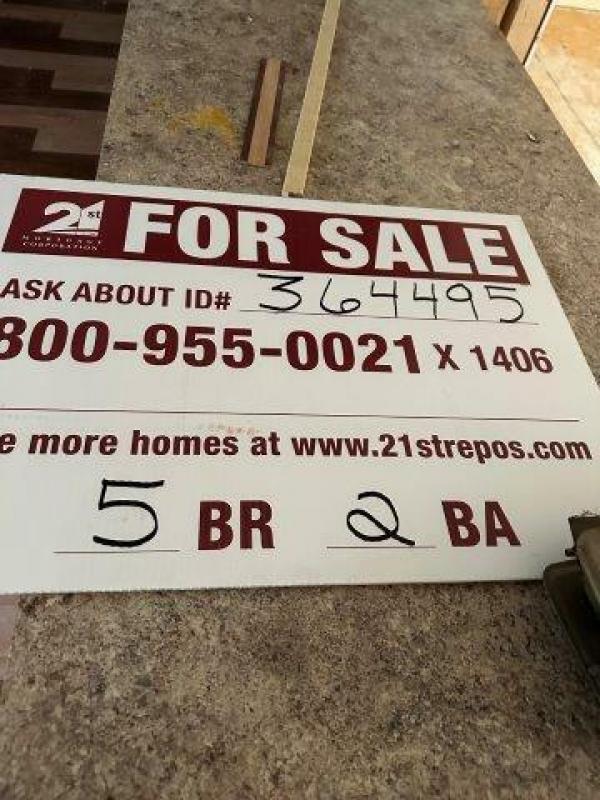 21st FOR SALE
MORTGAGE
CORPORATION
ASK ABOUT ID# 364495
800-955-0021 X 1406
e more homes at www.21strepos.com
5 BR 2 BA